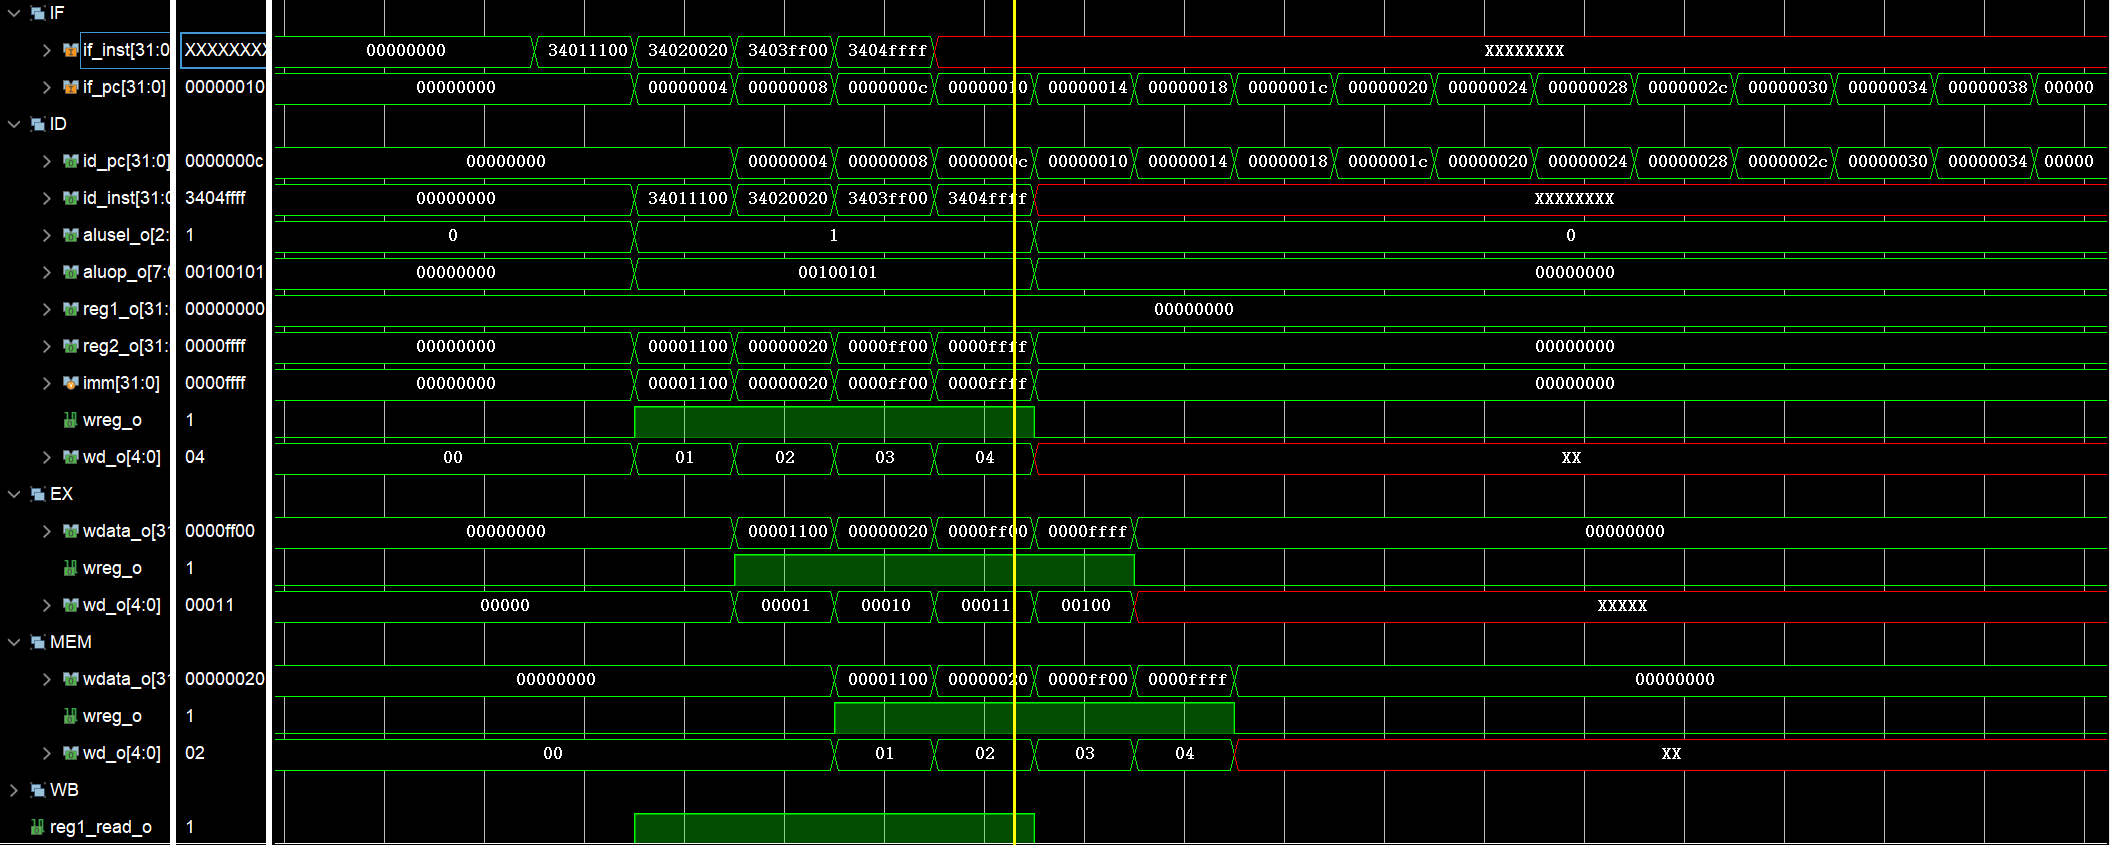 IF
if_inst[31:0 XXXXXXXX 00000000 34011100 34020020 3403ff00 3404ffff XXXXXXXX
if_pc[31:0] 00000010 00000000 00000004 00000008 0000000c 00000010 00000014 00000018 0000001c 00000020 00000024 00000028 0000002c 00000030 00000034 00000038 00000
ID
id_pc[31:0] 0000000c 00000000 00000004 00000008 0000000c 00000010 00000014 00000018 0000001c 00000020 00000024 00000028 0000002c 00000030 00000034 00000
id_inst[31:0 3404ffff 00000000 34011100 34020020 3403ff00 3404ffff XXXXXXXX
alusel_o[2: 1 0 1 0
aluop_o[7:0 00100101 00000000 00100101 00000000
reg1_o[31: 00000000 00000000
reg2_o[31: 0000ffff 00000000 00001100 00000020 0000ff00 0000ffff 00000000
imm[31:0] 0000ffff 00000000 00001100 00000020 0000ff00 0000ffff 00000000
wreg_o 1
wd_o[4:0] 04 00 01 02 03 04 XX
EX
wdata_o[31 0000ff00 00000000 00001100 00000020 0000ff00 0000ffff 00000000
wreg_o 1
wd_o[4:0] 00011 00000 00001 00010 00011 00100 XXXXX
MEM
wdata_o[31 00000020 00000000 00001100 00000020 0000ff00 0000ffff 00000000
wreg_o 1
wd_o[4:0] 02 00 01 02 03 04 XX
WB
reg1_read_o 1